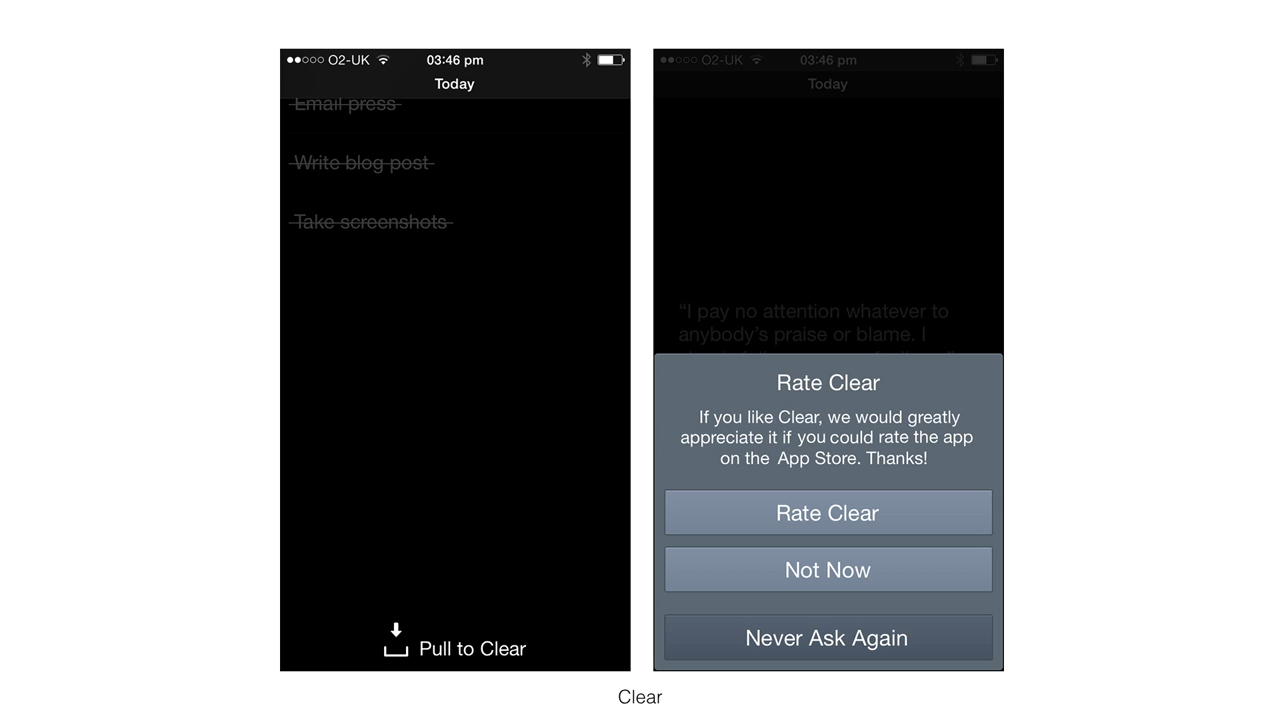 O2-UK 03:46 pm
Today
Email press
Write blog post
Take screenshots
Pull to Clear
O2-UK 03:46 pm
Today
“I pay no attention whatever to
anybody’s praise or blame. I
Rate Clear
If you like Clear, we would greatly
appreciate it if you could rate the app
on the App Store. Thanks!
Rate Clear
Not Now
Never Ask Again
Clear